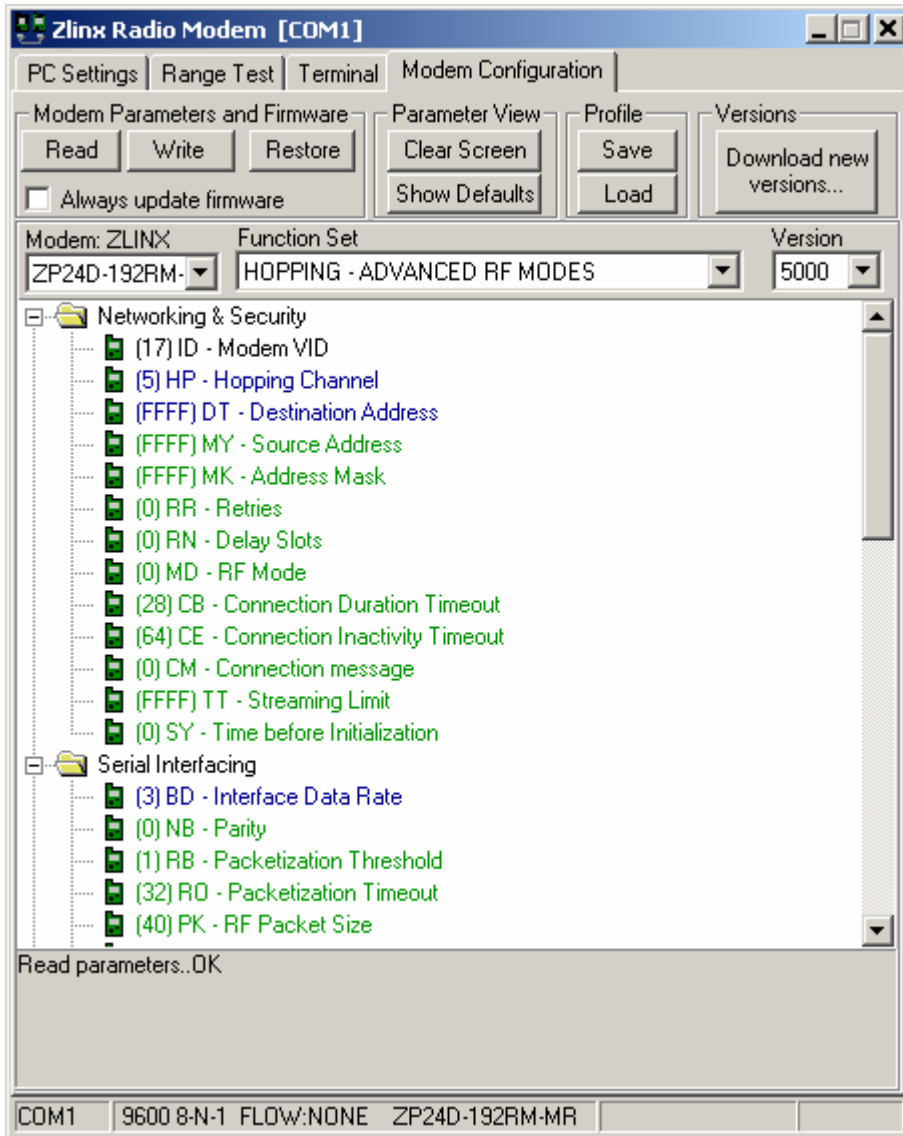 Zlinx Radio Modem [COM1]
PC Settings Range Test Terminal Modem Configuration
Modem Parameters and Firmware Parameter View Profile Versions
Read Write Restore Clear Screen Save Download new versions...
Always update firmware Show Defaults Load
Modem: ZLINX Function Set Version
ZP24D-192RM- HOPPING - ADVANCED RF MODES 5000
Networking & Security
(17) ID - Modem VID
(5) HP - Hopping Channel
(FFFF) DT - Destination Address
(FFFF) MY - Source Address
(FFFF) MK - Address Mask
(0) RR - Retries
(0) RN - Delay Slots
(0) MD - RF Mode
(28) CB - Connection Duration Timeout
(64) CE - Connection Inactivity Timeout
(0) CM - Connection message
(FFFF) TT - Streaming Limit
(0) SY - Time before Initialization
Serial Interfacing
(3) BD - Interface Data Rate
(0) NB - Parity
(1) RB - Packetization Threshold
(32) RO - Packetization Timeout
(40) PK - RF Packet Size
Read parameters..OK
COM1 9600 8-N-1 FLOW:NONE ZP24D-192RM-MR